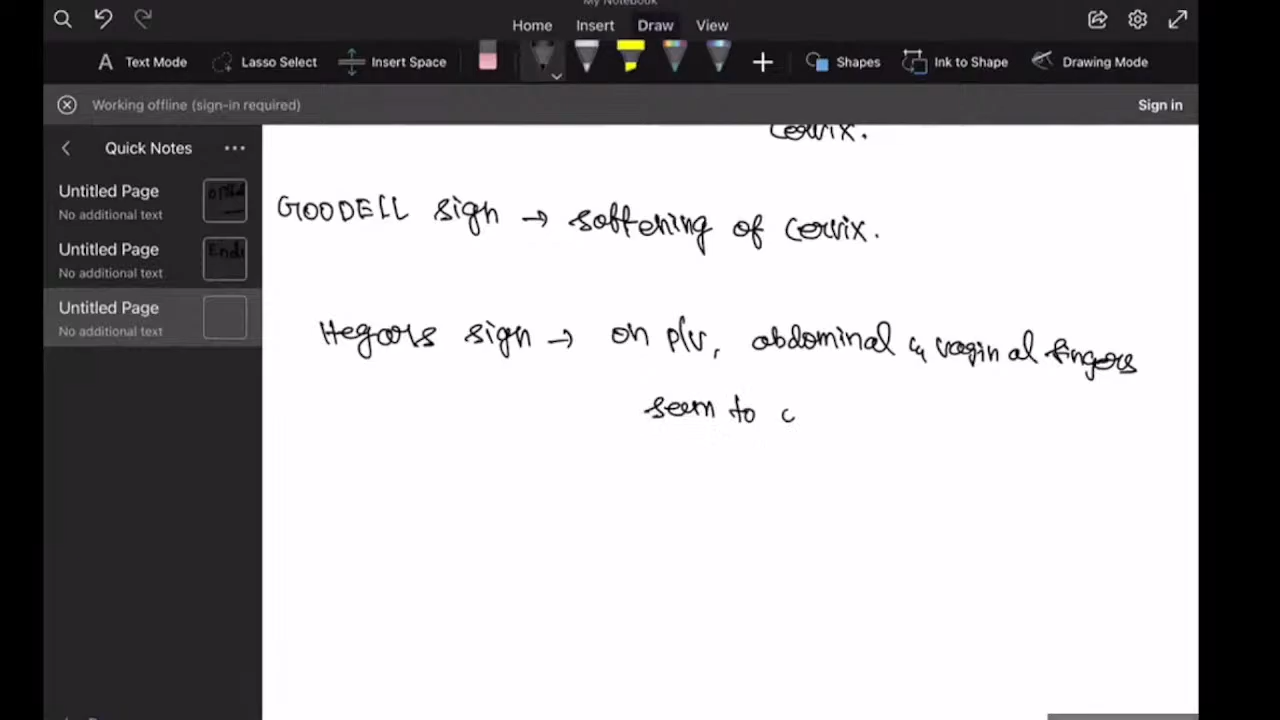 My Notebook
Home Insert Draw View
Text Mode Lasso Select Insert Space Shapes Ink to Shape Drawing Mode
Working offline (sign-in required) Sign in
Quick Notes
Untitled Page
No additional text
Untitled Page
No additional text
Untitled Page
No additional text
cervix.
GOODELL sign → softening of cervix.
Hegars sign → on p/v, abdominal & vaginal fingers
seem to c